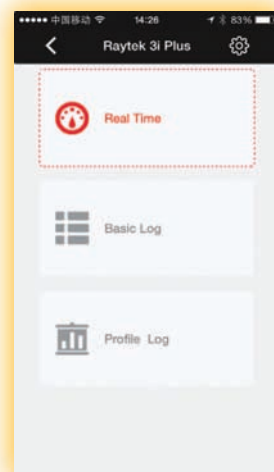 中国移动 14:26 83%
Raytek 3i Plus
Real Time
Basic Log
Profile Log